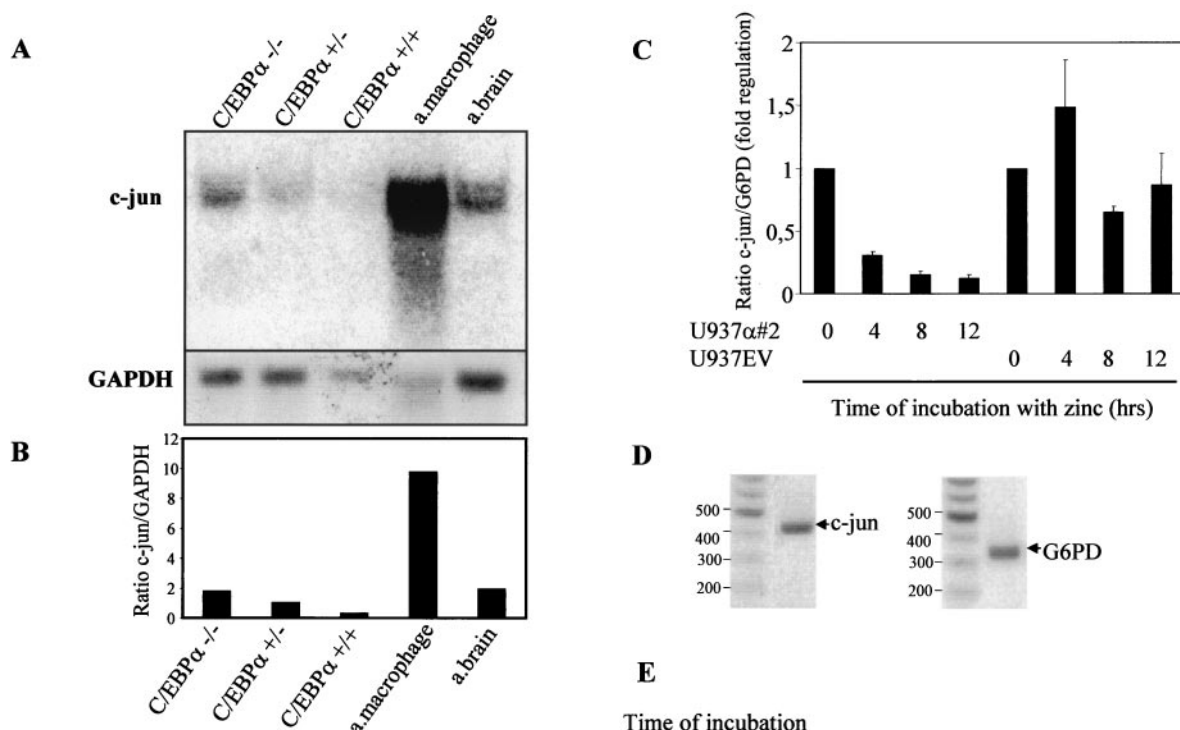 A
C/EBPα -/-
C/EBPα +/-
C/EBPα +/+
a.macrophage
a.brain
c-jun
GAPDH
B
Ratio c-jun/GAPDH
12
10
8
6
4
2
0
C/EBPα -/-
C/EBPα +/-
C/EBPα +/+
a.macrophage
a.brain
C
Ratio c-jun/G6PD (fold regulation)
2
1,5
1
0,5
0
U937α#2 0 4 8 12
U937EV 0 4 8 12
Time of incubation with zinc (hrs)
D
500
400
300
200
c-jun
500
400
300
200
G6PD
E
Time of incubation